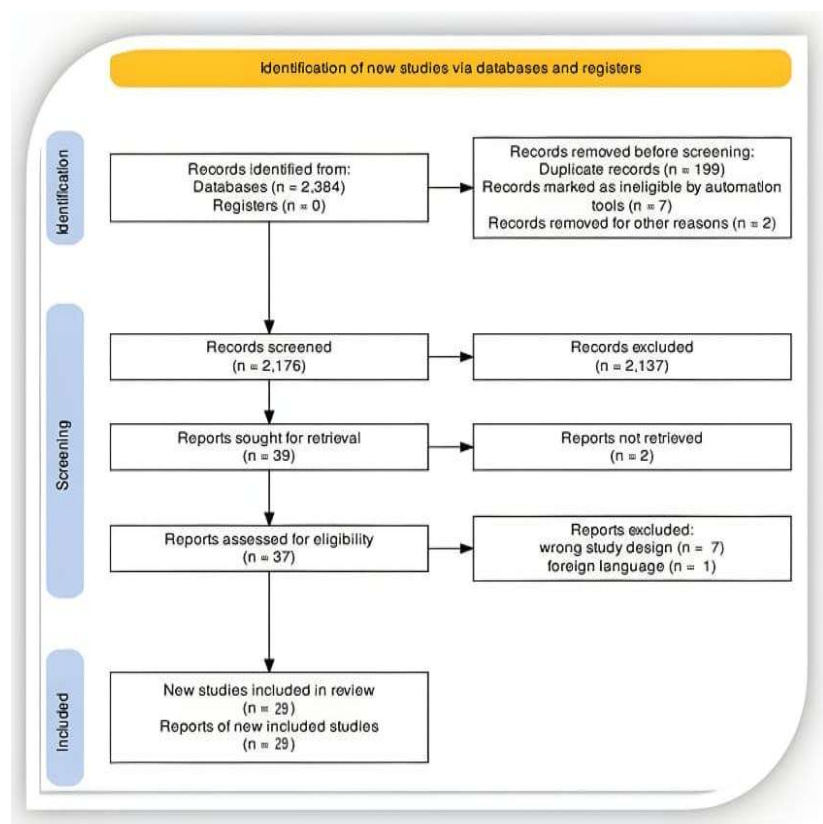 Identification of new studies via databases and registers
Identification
Records identified from:
Databases (n = 2,384)
Registers (n = 0)
Records removed before screening:
Duplicate records (n = 199)
Records marked as ineligible by automation
tools (n = 7)
Records removed for other reasons (n = 2)
Screening
Records screened
(n = 2,176)
Records excluded
(n = 2,137)
Reports sought for retrieval
(n = 39)
Reports not retrieved
(n = 2)
Reports assessed for eligibility
(n = 37)
Reports excluded:
wrong study design (n = 7)
foreign language (n = 1)
Included
New studies included in review
(n = 29)
Reports of new included studies
(n = 29)